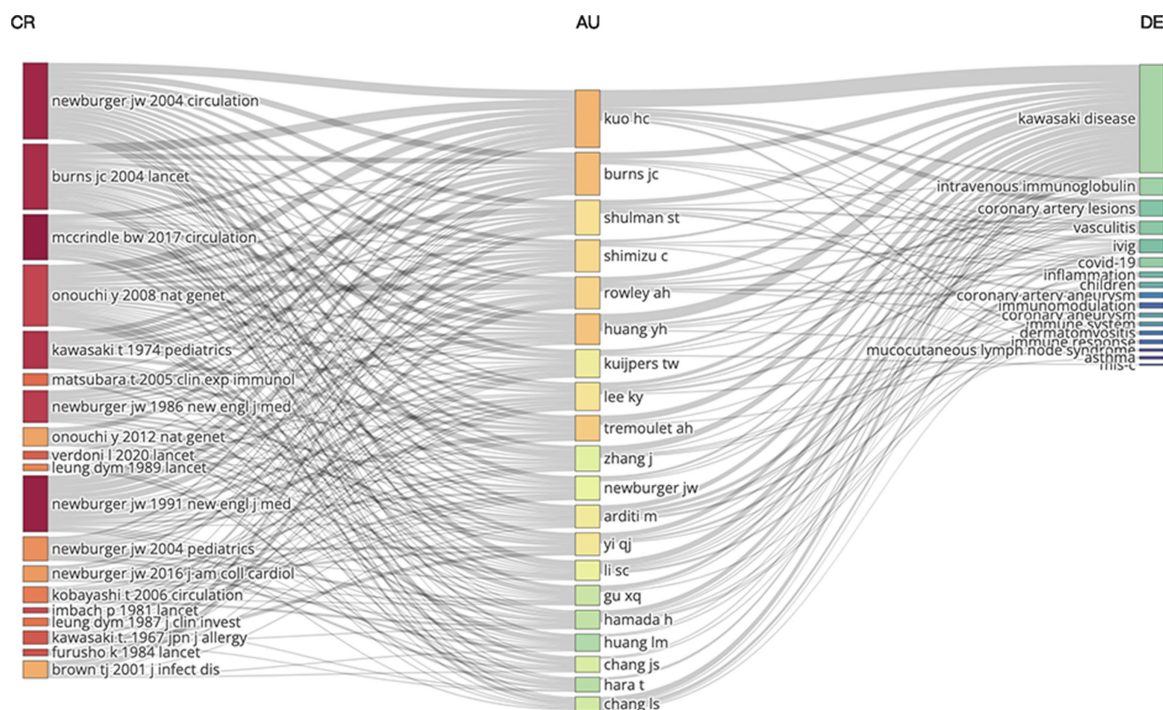 CR
AU
DE
newburger jw 2004 circulation
burns jc 2004 lancet
mccrindle bw 2017 circulation
onouchi y 2008 nat genet
kawasaki t 1974 pediatrics
matsubara t 2005 clin exp immunol
newburger jw 1986 new engl j med
onouchi y 2012 nat genet
verdoni l 2020 lancet
leung dym 1989 lancet
newburger jw 1991 new engl j med
newburger jw 2004 pediatrics
newburger jw 2016 j am coll cardiol
kobayashi t 2006 circulation
imbach p 1981 lancet
leung dym 1987 j clin invest
kawasaki t. 1967 jpn j allergy
furusho k 1984 lancet
brown tj 2001 j infect dis
kuo hc
burns jc
shulman st
shimizu c
rowley ah
huang yh
kuijpers tw
lee ky
tremoulet ah
zhang j
newburger jw
arditi m
yi qj
li sc
gu xq
hamada h
huang lm
chang js
hara t
chang ls
kawasaki disease
intravenous immunoglobulin
coronary artery lesions
vasculitis
ivig
covid-19
inflammation
children
coronary artery aneurysm
immunomodulation
coronary aneurysm
immune system
dermatomyositis
immune response
mucocutaneous lymph node syndrome
asthma
mis-c